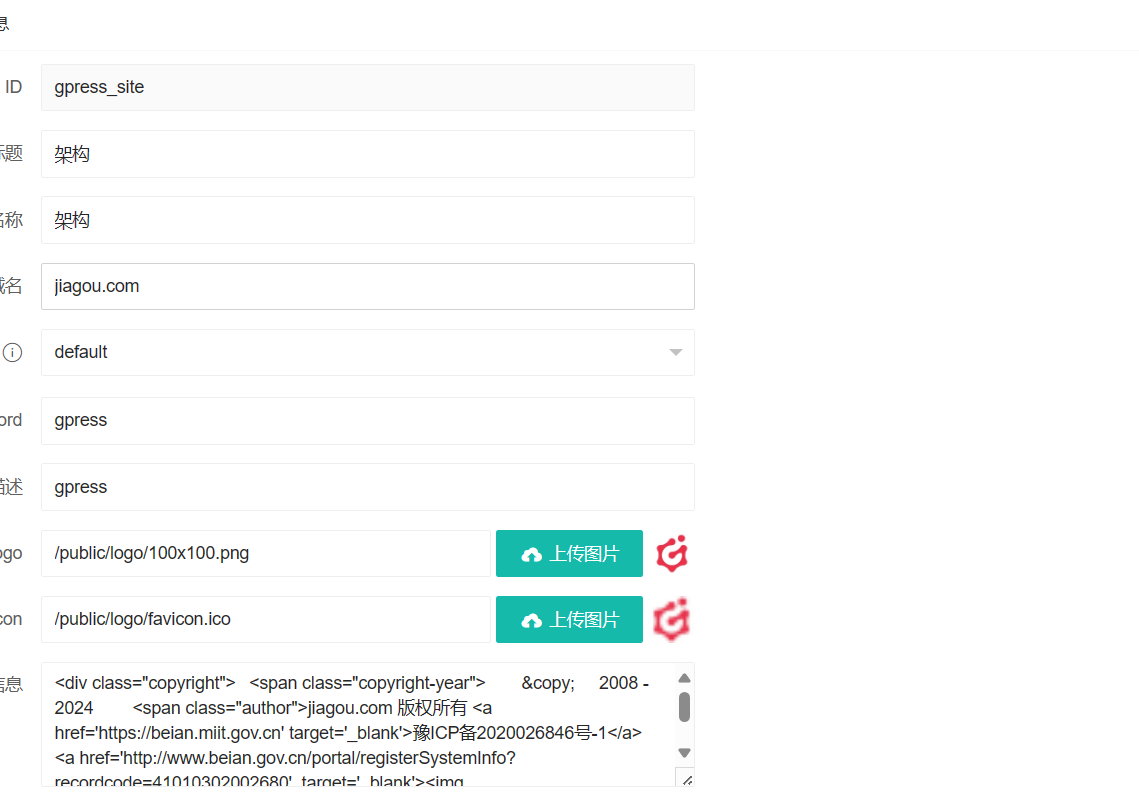 息
ID gpress_site
标题 架构
名称 架构
域名 jiagou.com
default
ord gpress
描述 gpress
ogo /public/logo/100x100.png 上传图片
con /public/logo/favicon.ico 上传图片
信息 <div class="copyright"> <span class="copyright-year"> &copy; 2008 -
2024 <span class="author">jiagou.com 版权所有 <a
href='https://beian.miit.gov.cn' target='_blank'>豫ICP备2020026846号-1</a>
<a href='http://www.beian.gov.cn/portal/registerSystemInfo?
recordcode=41010302002680' target='_blank'><img